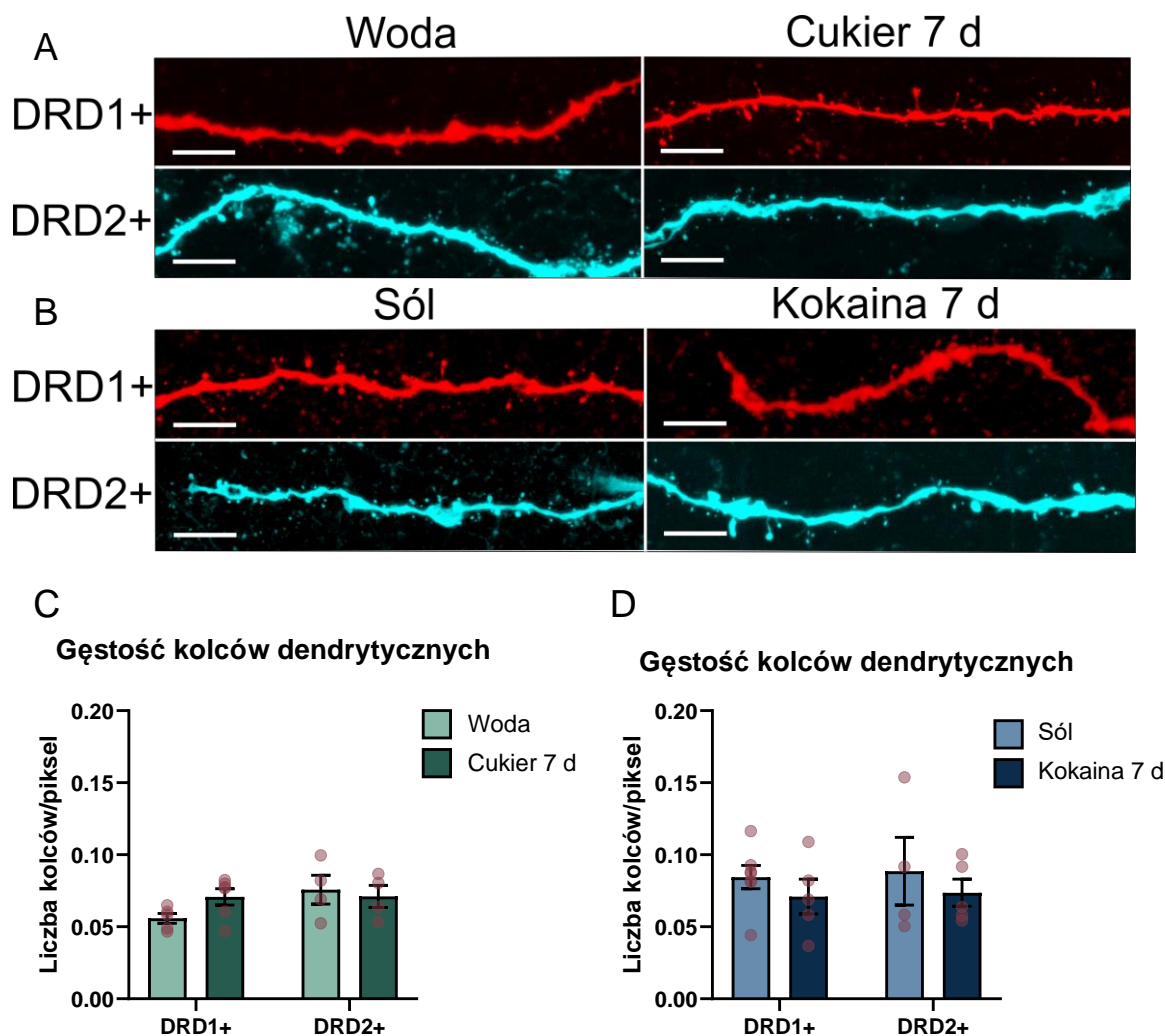 A
Woda
Cukier 7 d
DRD1+
DRD2+
B
Sól
Kokaina 7 d
DRD1+
DRD2+
C
Gęstość kolców dendrytycznych
Liczba kolców/piksel
0.20
0.15
0.10
0.05
0.00
DRD1+
DRD2+
Woda
Cukier 7 d
D
Gęstość kolców dendrytycznych
Liczba kolców/piksel
0.20
0.15
0.10
0.05
0.00
DRD1+
DRD2+
Sól
Kokaina 7 d